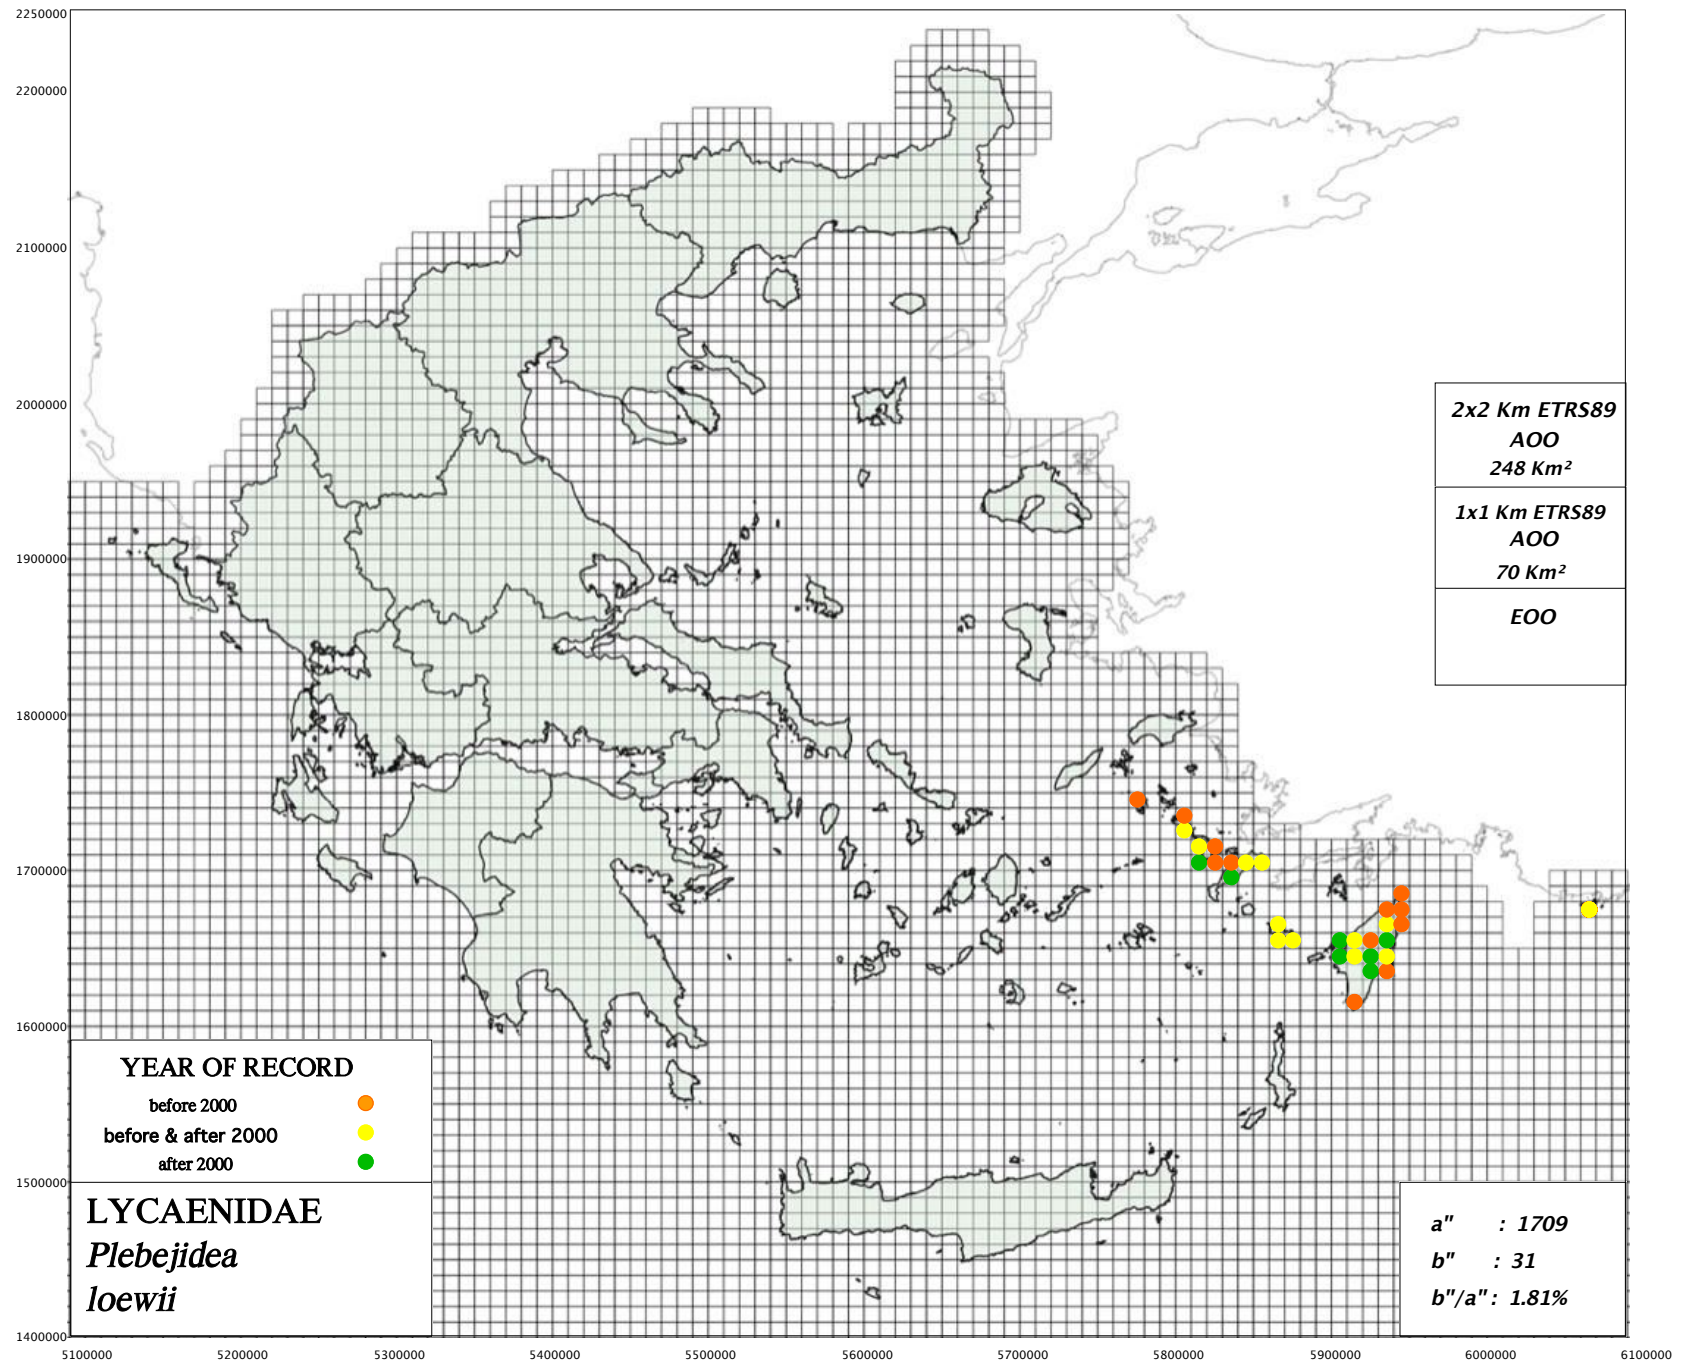 2250000
2200000
2100000
2000000
1900000
1800000
1700000
1600000
1500000
1400000
5100000 5200000 5300000 5400000 5500000 5600000 5700000 5800000 5900000 6000000 6100000
2x2 Km ETRS89
AOO
248 Km²
1x1 Km ETRS89
AOO
70 Km²
EOO
YEAR OF RECORD
before 2000
before & after 2000
after 2000
LYCAENIDAE
Plebejidea
loewii
a" : 1709
b" : 31
b"/a" : 1.81%